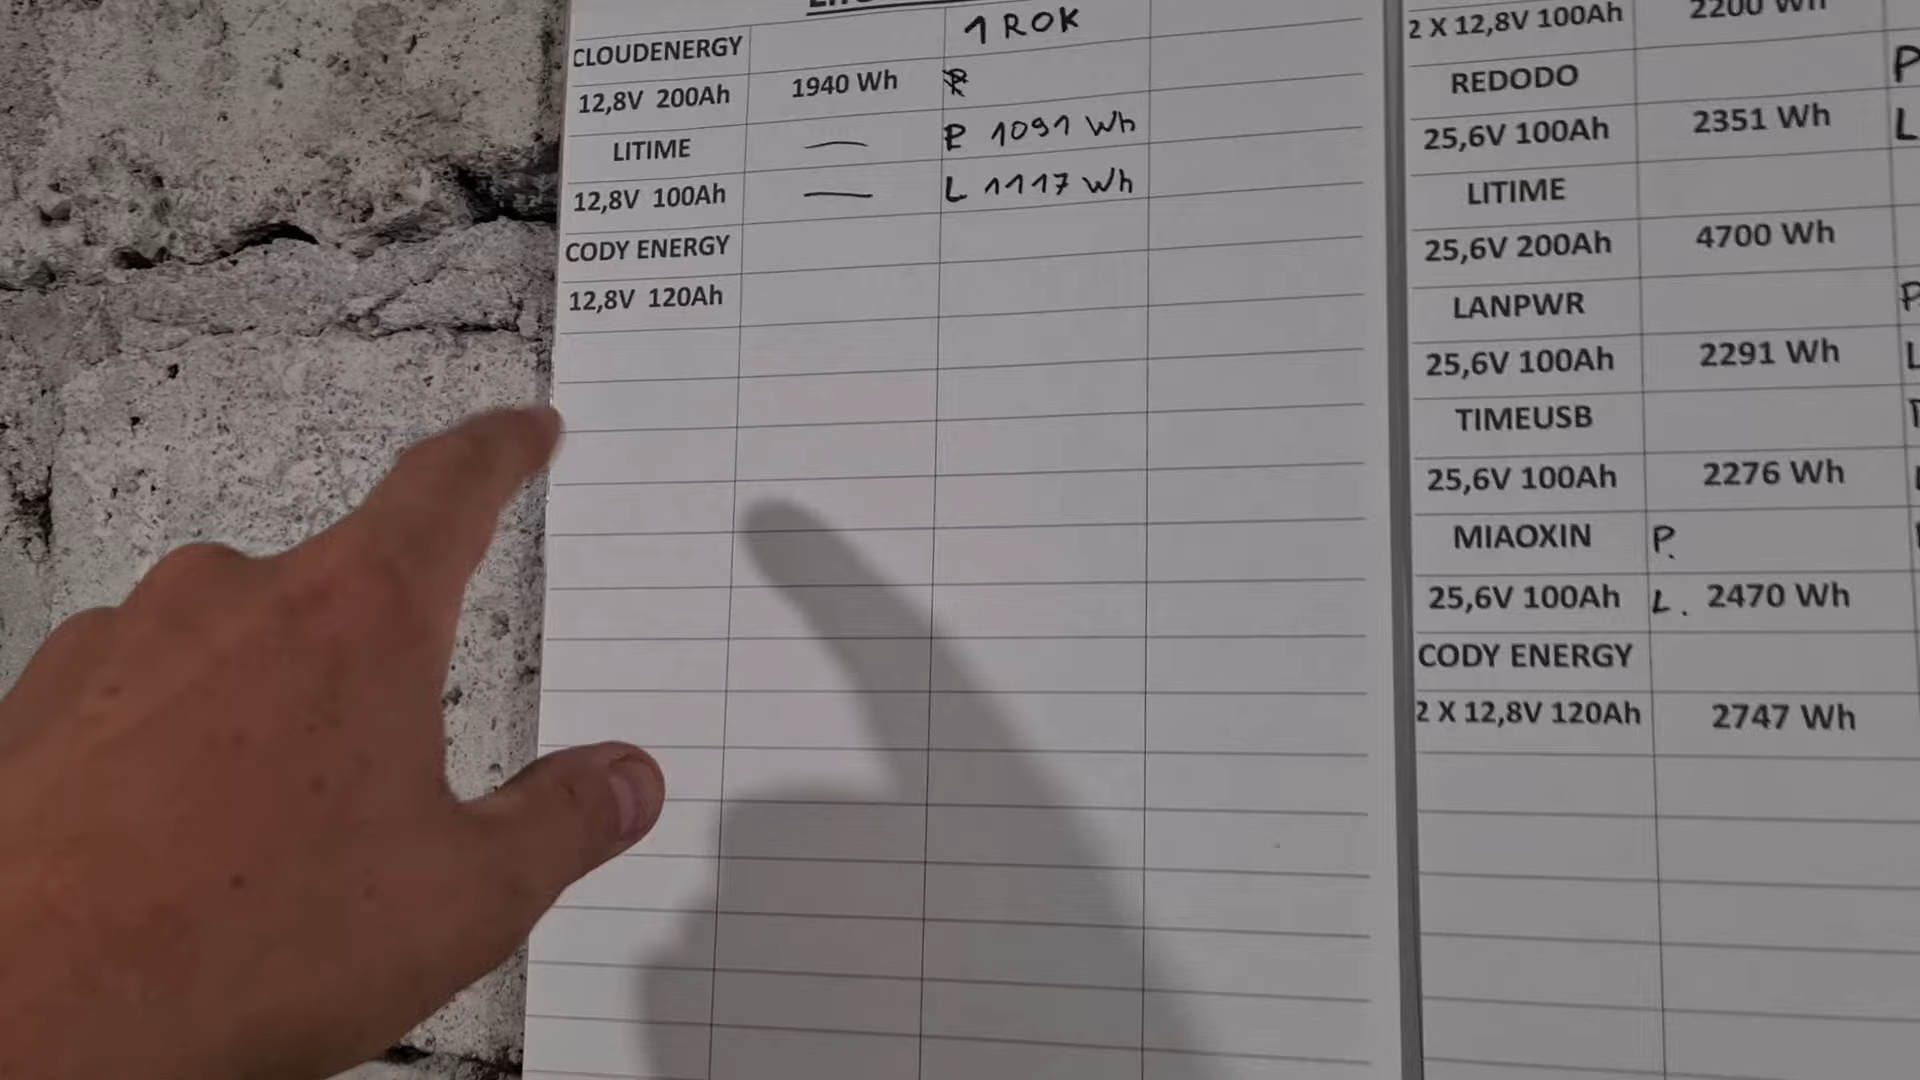 1 ROK
CLOUDENERGY
12,8V 200Ah 1940 Wh
LITIME P 1091 Wh
12,8V 100Ah L 1117 Wh
CODY ENERGY
12,8V 120Ah
2 X 12,8V 100Ah 2200 Wh
REDODO P
25,6V 100Ah 2351 Wh L
LITIME
25,6V 200Ah 4700 Wh
LANPWR P
25,6V 100Ah 2291 Wh L
TIMEUSB
25,6V 100Ah 2276 Wh
MIAOXIN P.
25,6V 100Ah L. 2470 Wh
CODY ENERGY
2 X 12,8V 120Ah 2747 Wh